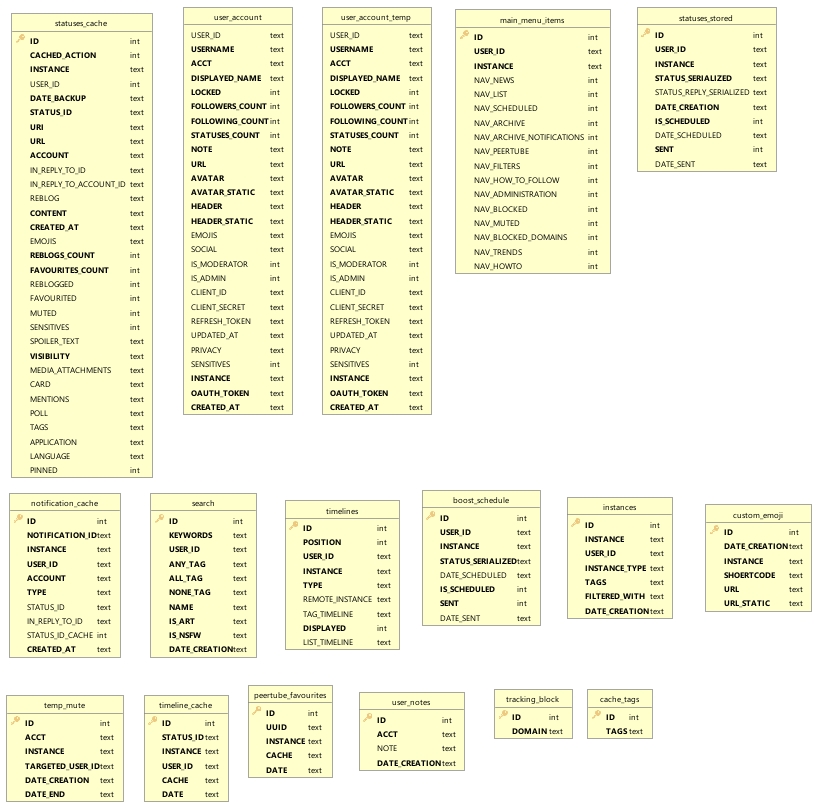 statuses_cache
ID int
CACHED_ACTION int
INSTANCE text
USER_ID int
DATE_BACKUP text
STATUS_ID text
URI text
URL text
ACCOUNT text
IN_REPLY_TO_ID text
IN_REPLY_TO_ACCOUNT_ID text
REBLOG text
CONTENT text
CREATED_AT text
EMOJIS text
REBLOGS_COUNT int
FAVOURITES_COUNT int
REBLOGGED int
FAVOURITED int
MUTED int
SENSITIVES int
SPOILER_TEXT text
VISIBILITY text
MEDIA_ATTACHMENTS text
CARD text
MENTIONS text
POLL text
TAGS text
APPLICATION text
LANGUAGE text
PINNED int
user_account
USER_ID text
USERNAME text
ACCT text
DISPLAYED_NAME text
LOCKED int
FOLLOWERS_COUNT int
FOLLOWING_COUNT int
STATUSES_COUNT int
NOTE text
URL text
AVATAR text
AVATAR_STATIC text
HEADER text
HEADER_STATIC text
EMOJIS text
SOCIAL text
IS_MODERATOR int
IS_ADMIN int
CLIENT_ID text
CLIENT_SECRET text
REFRESH_TOKEN text
UPDATED_AT text
PRIVACY text
SENSITIVES int
INSTANCE text
OAUTH_TOKEN text
CREATED_AT text
user_account_temp
USER_ID text
USERNAME text
ACCT text
DISPLAYED_NAME text
LOCKED int
FOLLOWERS_COUNT int
FOLLOWING_COUNT int
STATUSES_COUNT int
NOTE text
URL text
AVATAR text
AVATAR_STATIC text
HEADER text
HEADER_STATIC text
EMOJIS text
SOCIAL text
IS_MODERATOR int
IS_ADMIN int
CLIENT_ID text
CLIENT_SECRET text
REFRESH_TOKEN text
UPDATED_AT text
PRIVACY text
SENSITIVES int
INSTANCE text
OAUTH_TOKEN text
CREATED_AT text
main_menu_items
ID int
USER_ID text
INSTANCE text
NAV_NEWS int
NAV_LIST int
NAV_SCHEDULED int
NAV_ARCHIVE int
NAV_ARCHIVE_NOTIFICATIONS int
NAV_PEERTUBE int
NAV_FILTERS int
NAV_HOW_TO_FOLLOW int
NAV_ADMINISTRATION int
NAV_BLOCKED int
NAV_MUTED int
NAV_BLOCKED_DOMAINS int
NAV_TRENDS int
NAV_HOWTO int
statuses_stored
ID int
USER_ID text
INSTANCE text
STATUS_SERIALIZED text
STATUS_REPLY_SERIALIZED text
DATE_CREATION text
IS_SCHEDULED int
DATE_SCHEDULED text
SENT int
DATE_SENT text
notification_cache
ID int
NOTIFICATION_ID text
INSTANCE text
USER_ID text
ACCOUNT text
TYPE text
STATUS_ID text
IN_REPLY_TO_ID text
STATUS_ID_CACHE int
CREATED_AT text
search
ID int
KEYWORDS text
USER_ID text
ANY_TAG text
ALL_TAG text
NONE_TAG text
NAME text
IS_ART int
IS_NSFW int
DATE_CREATION text
timelines
ID int
POSITION int
USER_ID text
INSTANCE text
TYPE text
REMOTE_INSTANCE text
TAG_TIMELINE text
DISPLAYED int
LIST_TIMELINE text
boost_schedule
ID int
USER_ID text
INSTANCE text
STATUS_SERIALIZED text
DATE_SCHEDULED text
IS_SCHEDULED int
SENT int
DATE_SENT text
instances
ID int
INSTANCE text
USER_ID text
INSTANCE_TYPE text
TAGS text
FILTERED_WITH text
DATE_CREATION text
custom_emoji
ID int
DATE_CREATION text
INSTANCE text
SHOERTCODE text
URL text
URL_STATIC text
temp_mute
ID int
ACCT text
INSTANCE text
TARGETED_USER_ID text
DATE_CREATION text
DATE_END text
timeline_cache
ID int
STATUS_ID text
INSTANCE text
USER_ID text
CACHE text
DATE text
peertube_favourites
ID int
UUID text
INSTANCE text
CACHE text
DATE text
user_notes
ID int
ACCT text
NOTE text
DATE_CREATION text
tracking_block
ID int
DOMAIN text
cache_tags
ID int
TAGS text